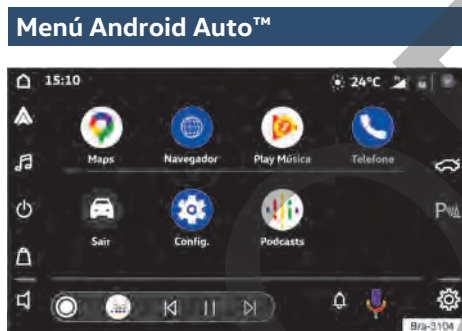 Menú Android Auto™
15:10
24°C
Maps
Navegador
Play Música
Telefone
Sair
Config.
Podcasts
Bra-3104